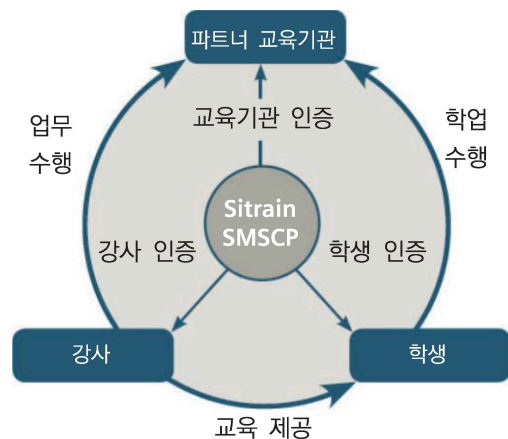 파트너 교육기관
업무
수행
교육기관 인증
학업
수행
Sitrain
SMSCP
강사 인증
학생 인증
강사
학생
교육 제공